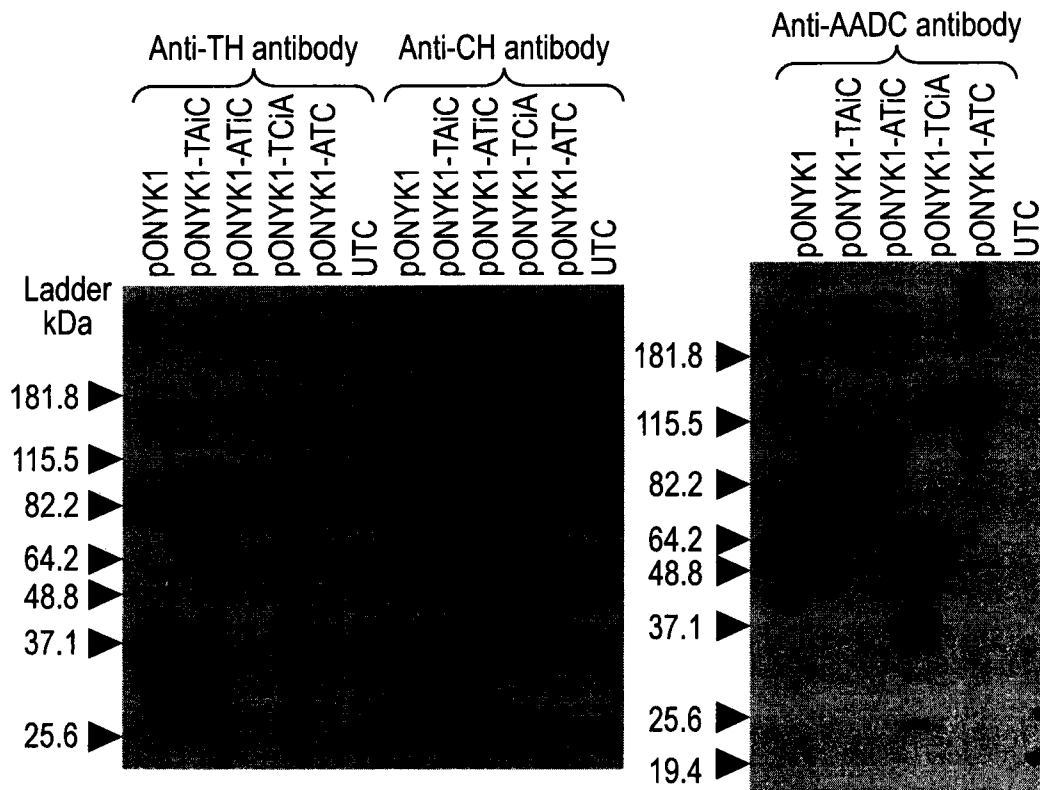 Anti-TH antibody
pONYK1
pONYK1-TAiC
pONYK1-ATiC
pONYK1-TCiA
pONYK1-ATC
UTC
Anti-CH antibody
pONYK1
pONYK1-TAiC
pONYK1-ATiC
pONYK1-TCiA
pONYK1-ATC
UTC
Ladder
kDa
181.8
115.5
82.2
64.2
48.8
37.1
25.6
Anti-AADC antibody
pONYK1
pONYK1-TAiC
pONYK1-ATiC
pONYK1-TCiA
pONYK1-ATC
UTC
181.8
115.5
82.2
64.2
48.8
37.1
25.6
19.4